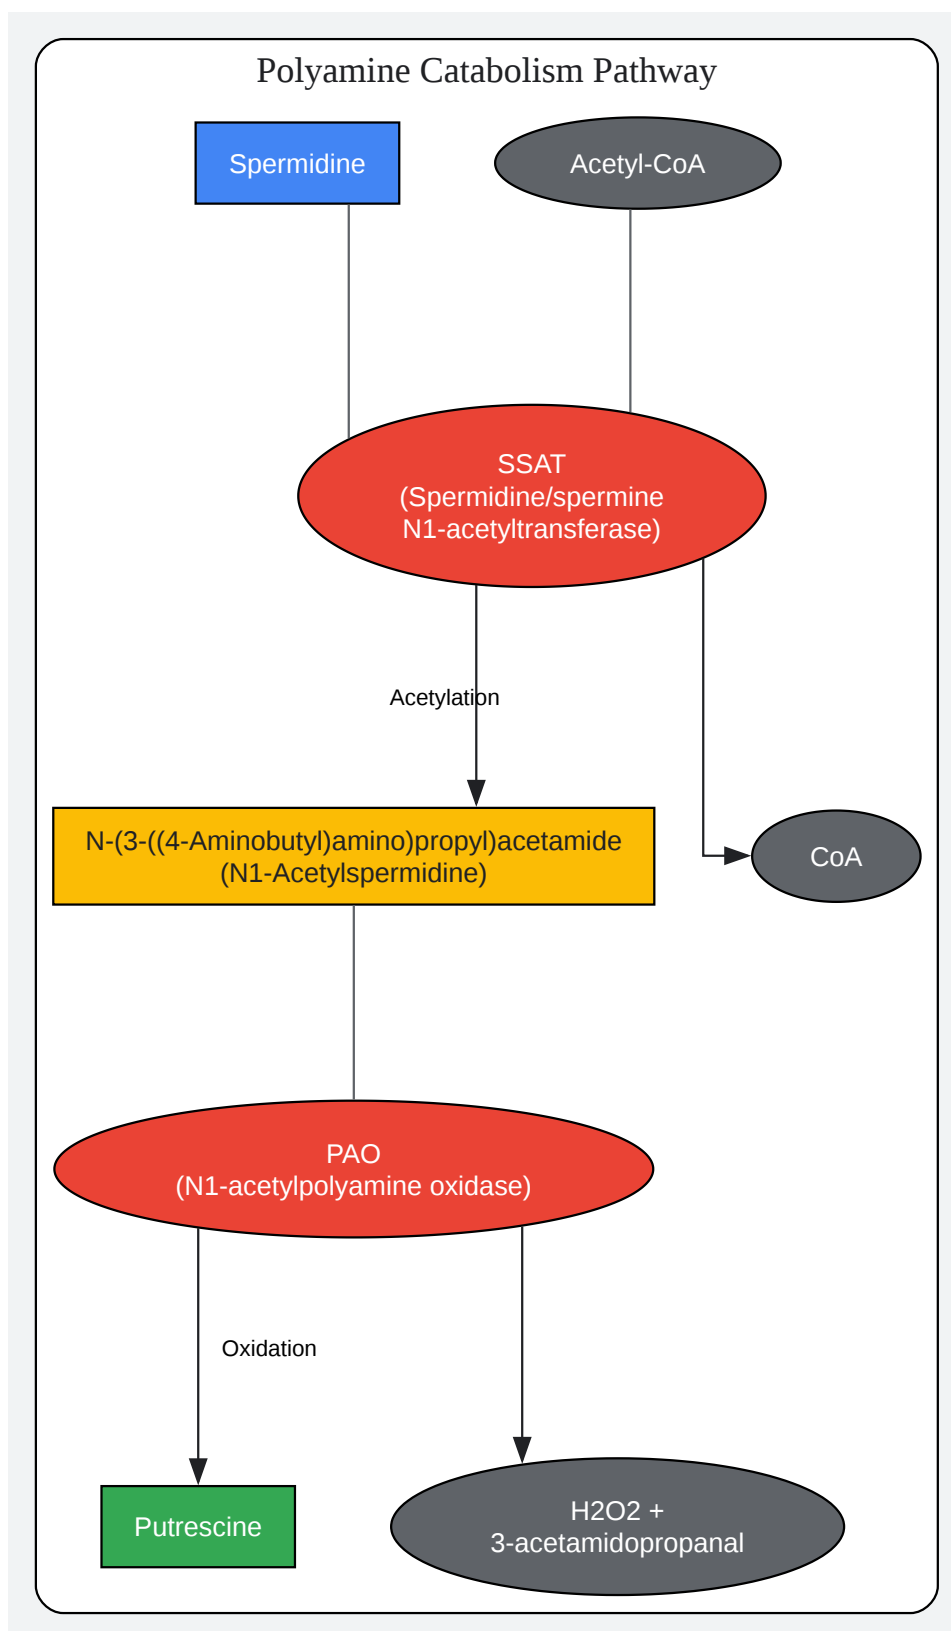 Polyamine Catabolism Pathway
Spermidine
Acetyl-CoA
SSAT
(Spermidine/spermine
N1-acetyltransferase)
Acetylation
N-(3-((4-Aminobutyl)amino)propyl)acetamide
(N1-Acetylspermidine)
CoA
PAO
(N1-acetylpolyamine oxidase)
Oxidation
Putrescine
H2O2 +
3-acetamidopropanal